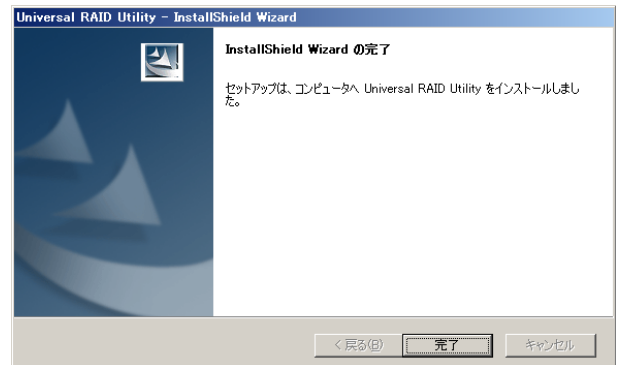 Universal RAID Utility - InstallShield Wizard
InstallShield Wizard の完了
セットアップは、コンピュータへ Universal RAID Utility をインストールしまし
た。
< 戻る(B)
完了
キャンセル